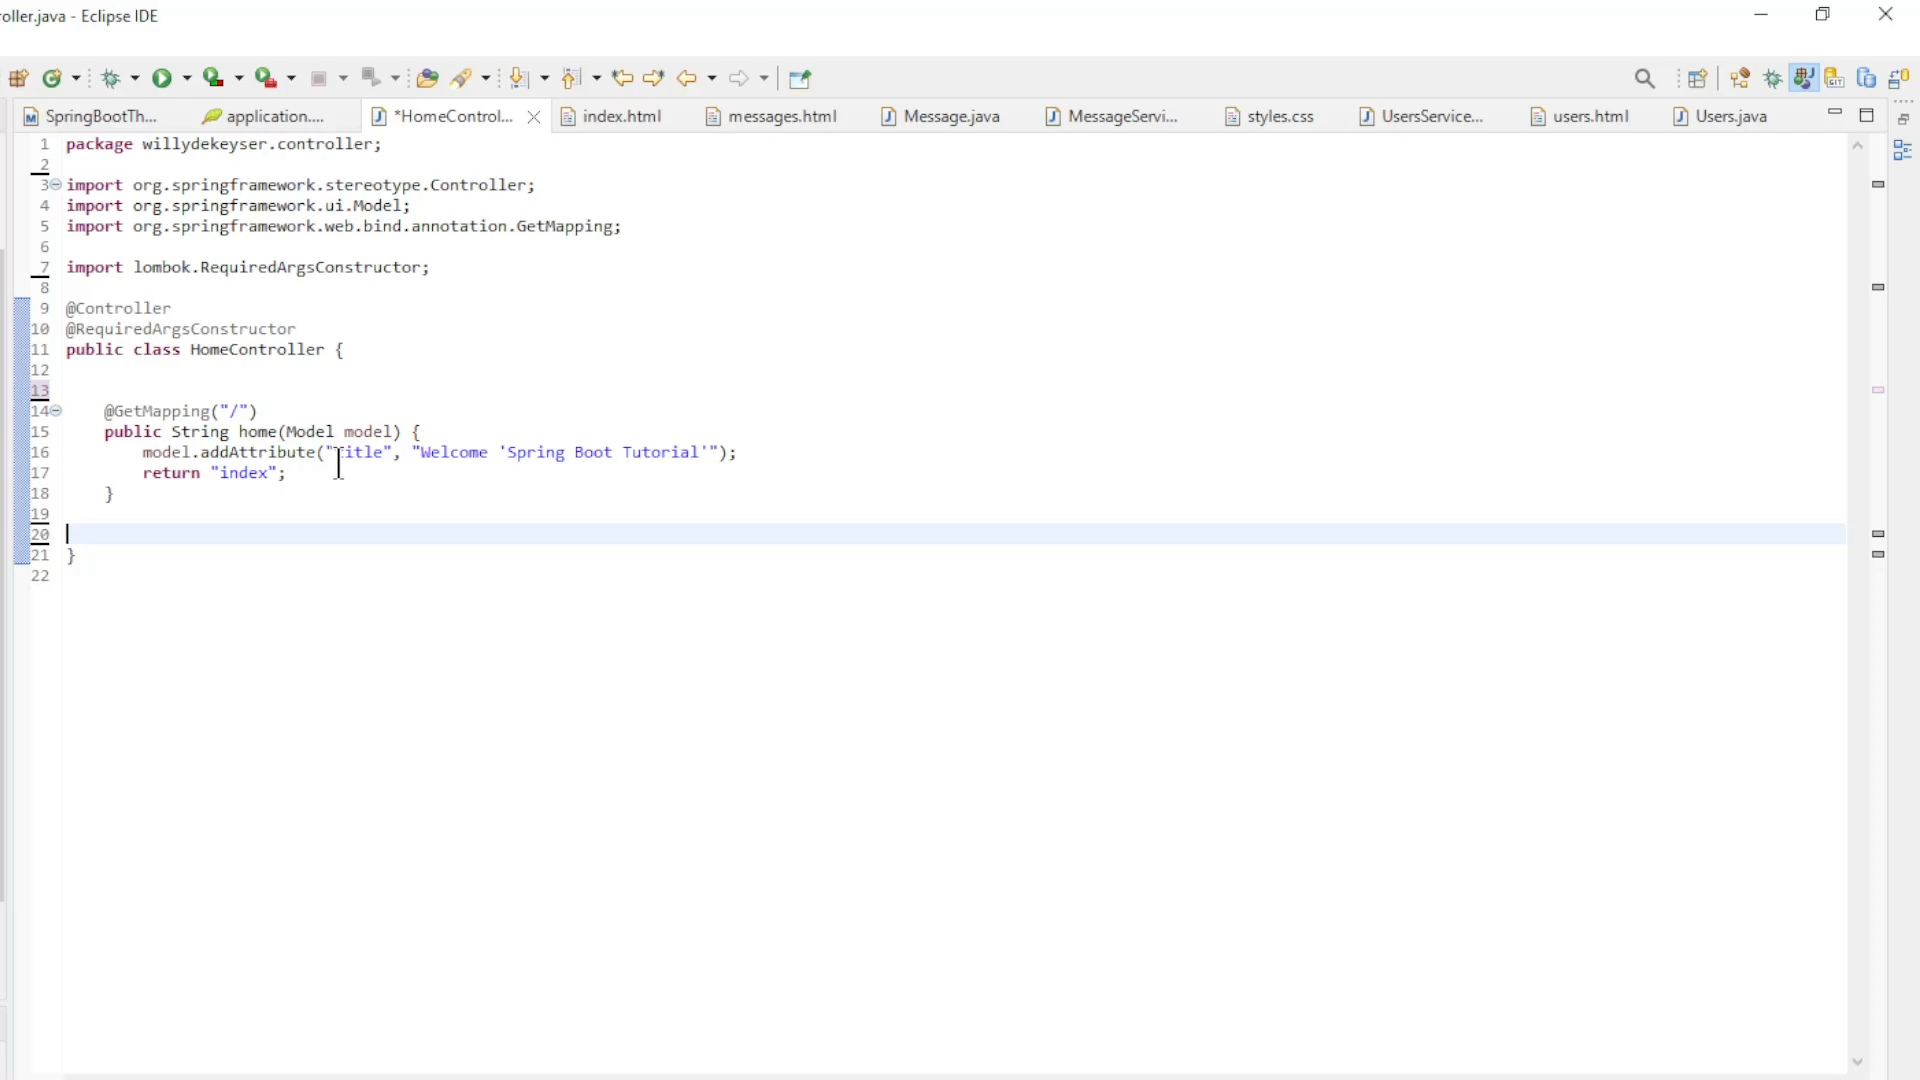 oller.java - Eclipse IDE
SpringBootTh... application.... *HomeControl... index.html messages.html Message.java MessageServi... styles.css UsersService... users.html Users.java
1 package willydekeyser.controller;
2
3 import org.springframework.stereotype.Controller;
4 import org.springframework.ui.Model;
5 import org.springframework.web.bind.annotation.GetMapping;
6
7 import lombok.RequiredArgsConstructor;
8
9 @Controller
10 @RequiredArgsConstructor
11 public class HomeController {
12
13
14 @GetMapping("/")
15 public String home(Model model) {
16 model.addAttribute("title", "Welcome 'Spring Boot Tutorial'");
17 return "index";
18 }
19
20
21 }
22